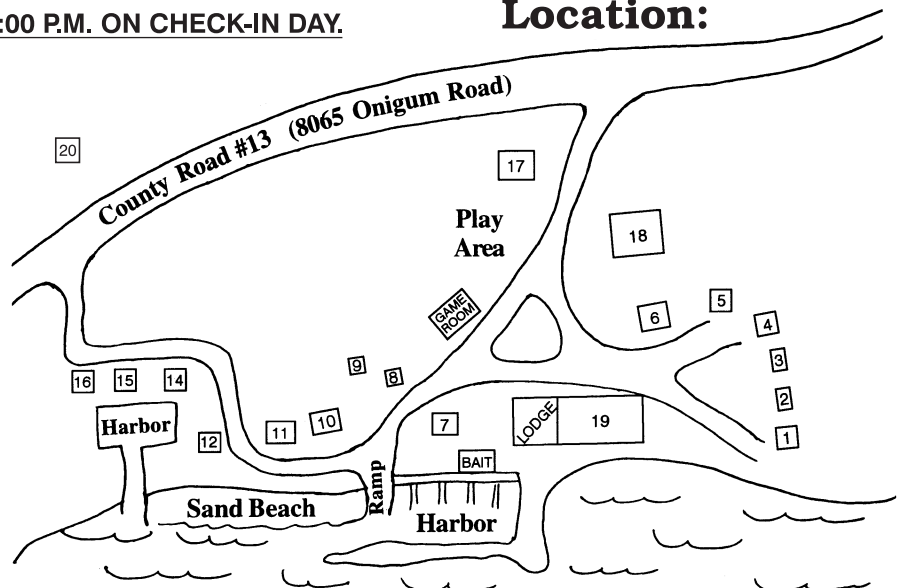 :00 P.M. ON CHECK-IN DAY.
Location:
County Road #13 (8065 Onigum Road)
20
17
Play
Area
18
GAME
ROOM
5
6
4
9
8
3
16
15
14
2
Harbor
12
11
10
7
LODGE
19
1
BAIT
Ramp
Sand Beach
Harbor